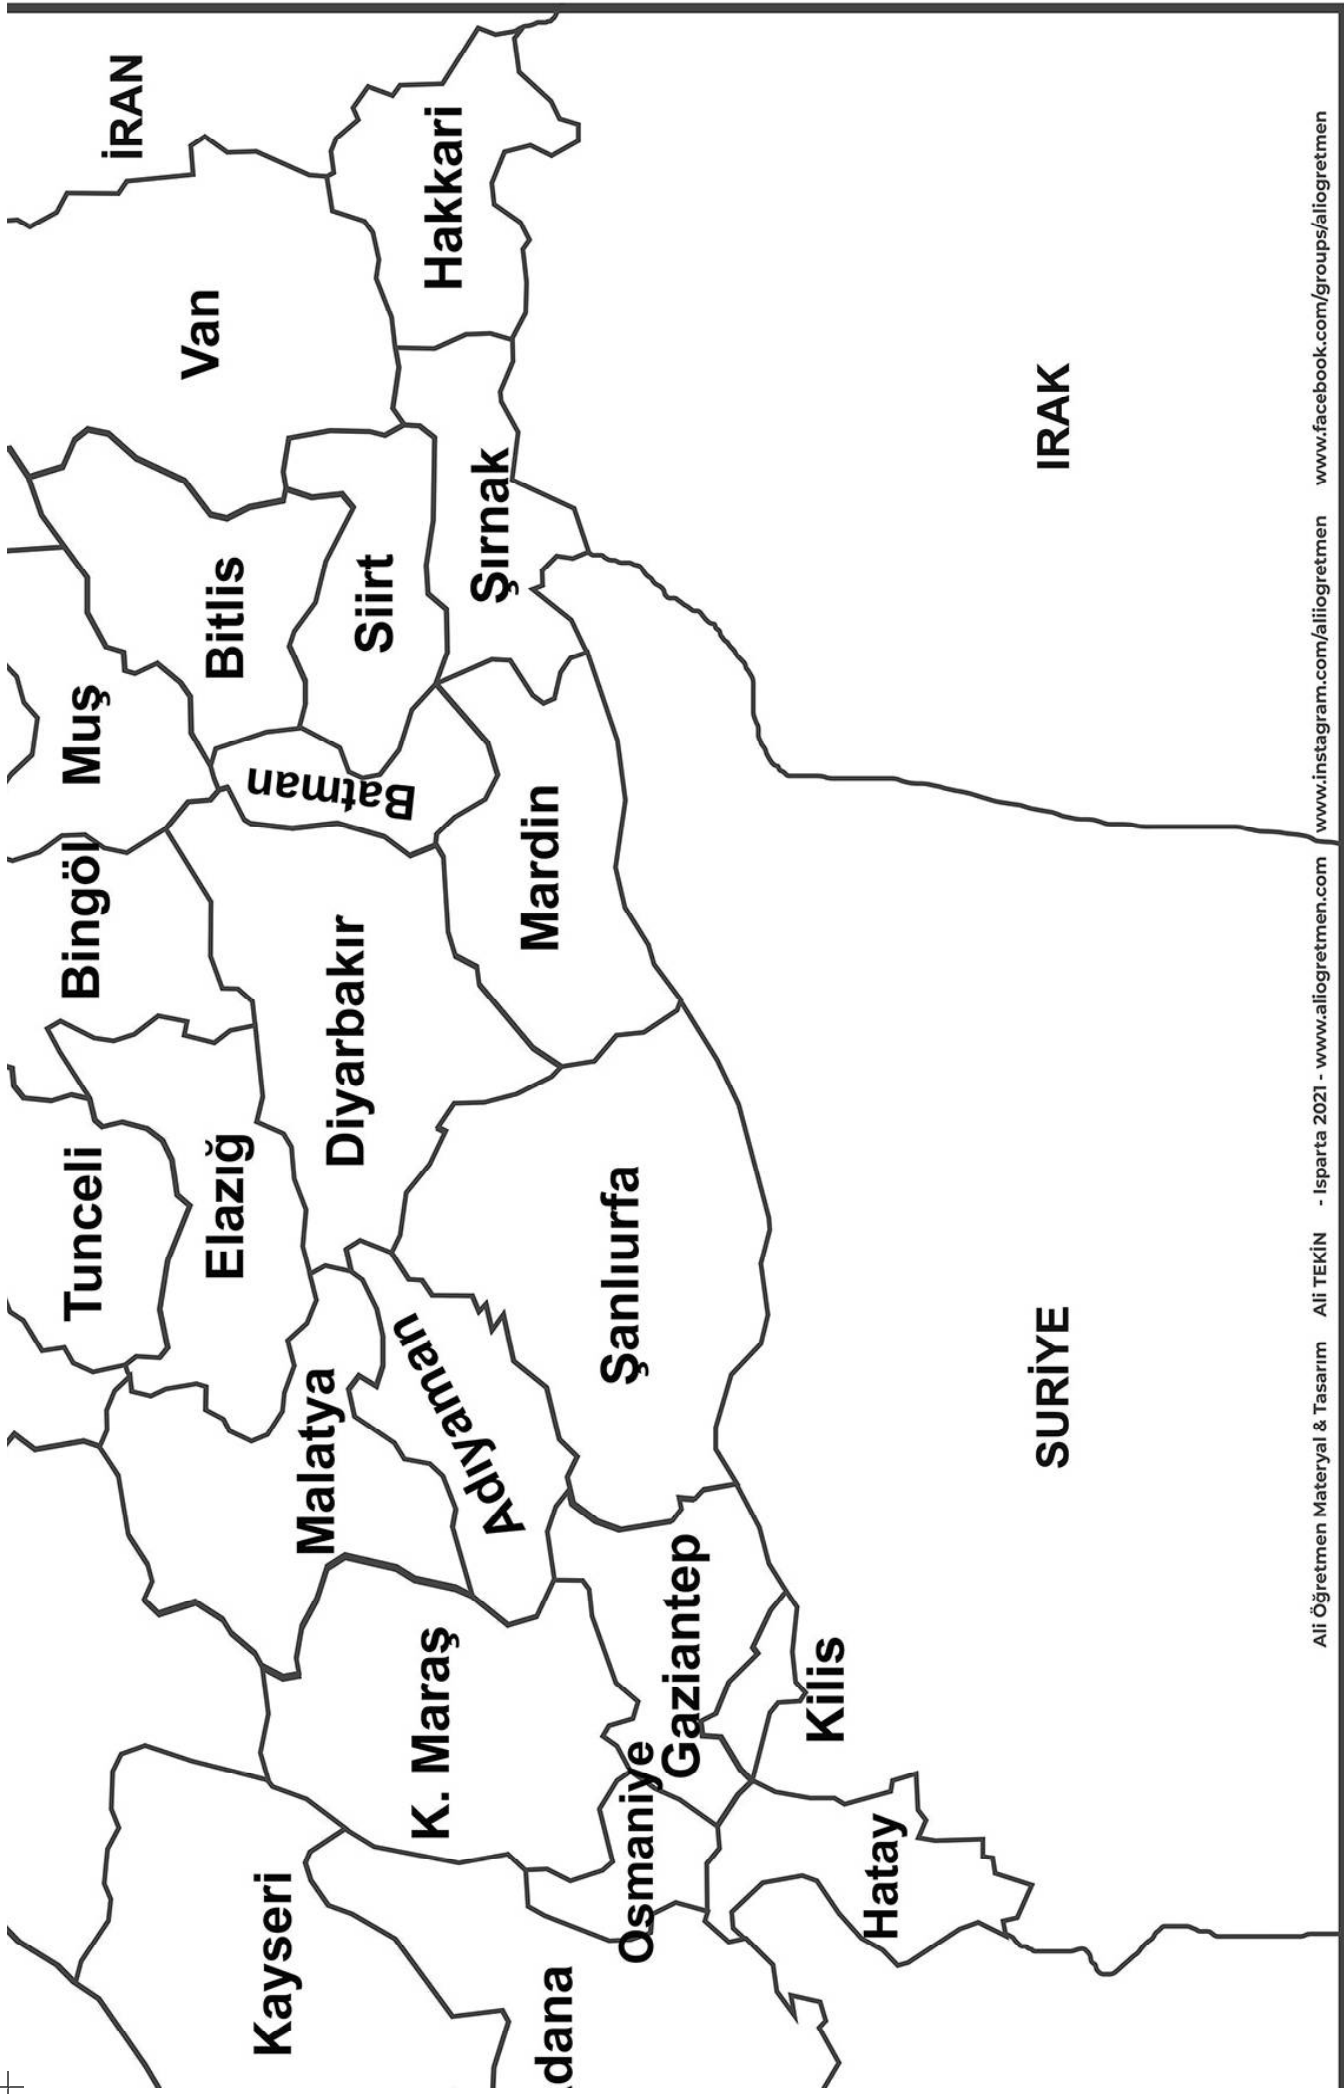 Tunceli
Bingöl
Muş
İRAN
Elazığ
Bitlis
Van
Kayseri
Malatya
Diyarbakır
Batman
Siirt
K. Maraş
Adıyaman
Hakkari
Şırnak
dana
Mardin
Osmaniye
Şanlıurfa
Gaziantep
Kilis
Hatay
SURİYE
IRAK
Ali Öğretmen Materyal & Tasarım Ali TEKİN - Isparta 2021 - www.aliogretmen.com www.instagram.com/aliiogretmen www.facebook.com/groups/aliogretmen